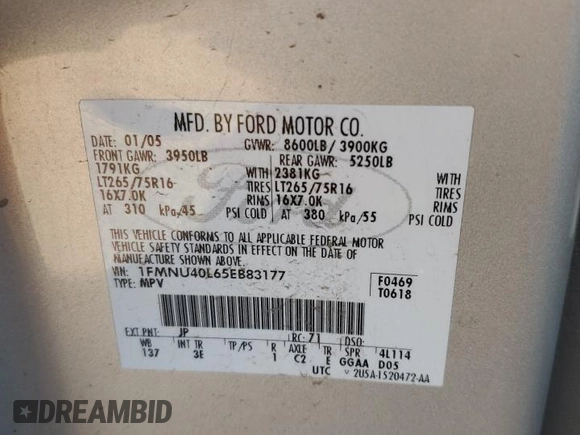 MFD. BY FORD MOTOR CO.
DATE: 01/05 GVWR: 8600LB/ 3900KG
FRONT GAWR: 3950LB REAR GAWR: 5250LB
1791KG WITH 2381KG WITH
LT265/75R16 TIRES LT265/75R16 TIRES
16X7.0K RIMS 16X7.0K RIMS
AT 310 kPa/45 PSI COLD AT 380 kPa/55 PSI COLD
THIS VEHICLE CONFORMS TO ALL APPLICABLE FEDERAL MOTOR
VEHICLE SAFETY STANDARDS IN EFFECT ON THE DATE OF
MANUFACTURE SHOWN ABOVE.
VIN: 1FMNU40L65EB83177
TYPE: MPV
F0469
T0618
EXT PNT: JP RC: 71 DSO:
WB INT TR TP/PS R AXLE TR SPR 4L114
137 3E 1 C2 E GGAA D05
UTC V 2U5A-1520472-AA
Ford
DREAMBID